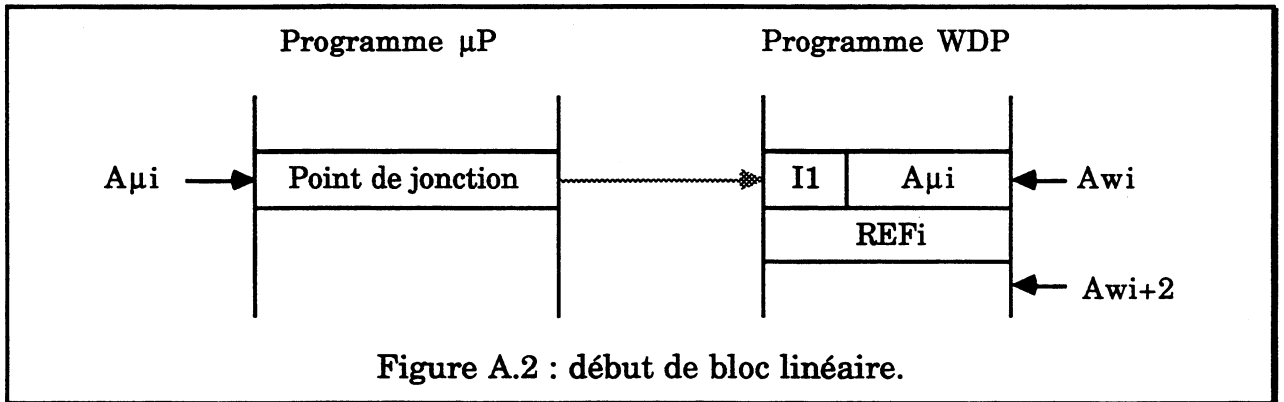 Programme µP Programme WDP
Aµi Point de jonction I1 Aµi Awi
REFi
Awi+2
Figure A.2 : début de bloc linéaire.